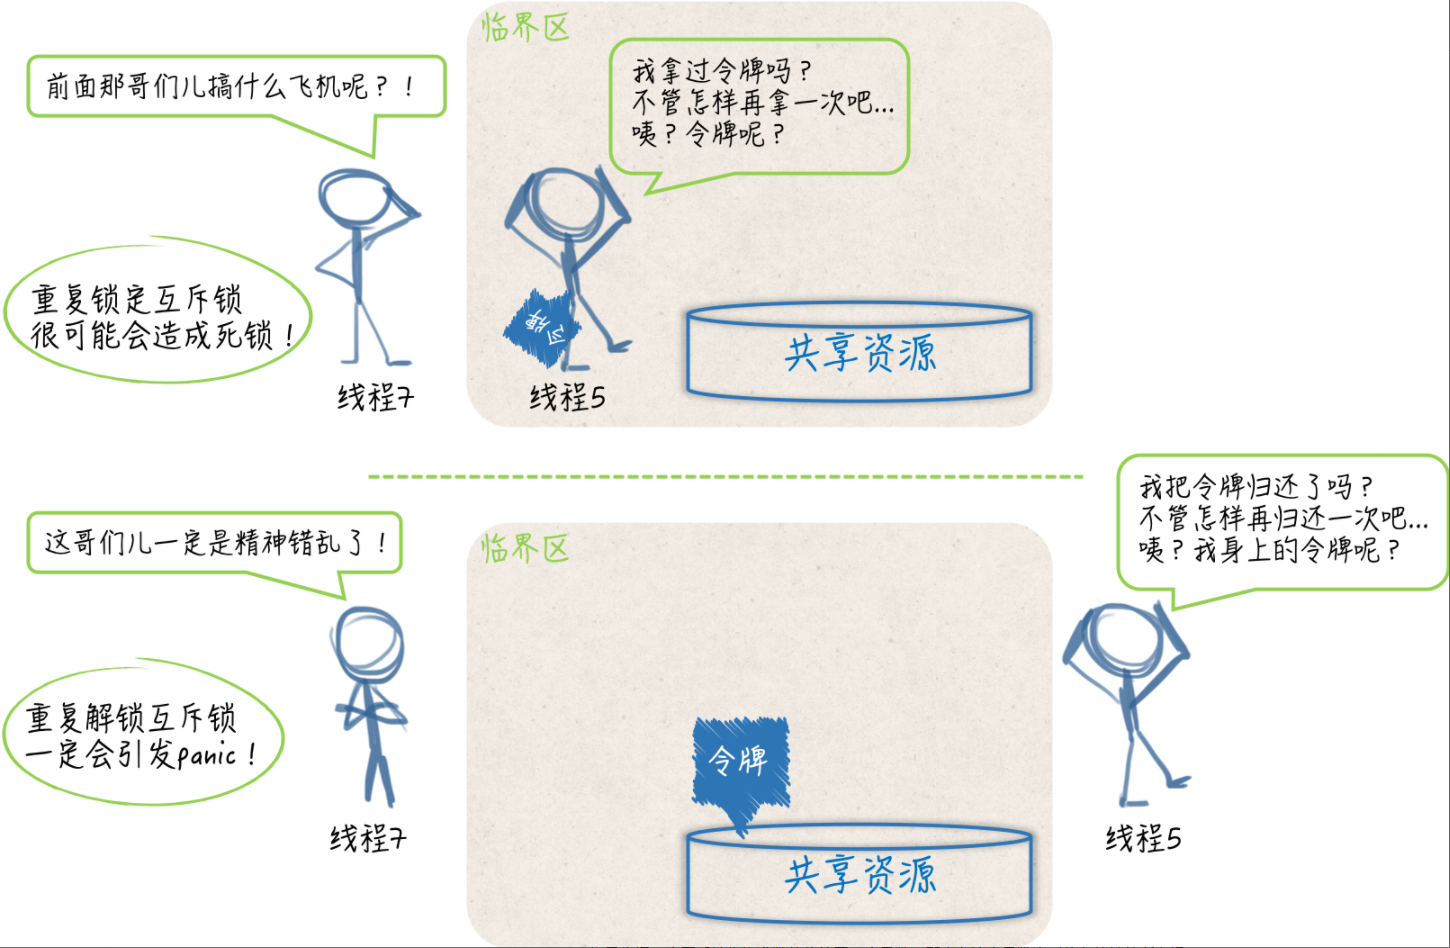 临界区
前面那哥们儿搞什么飞机呢？！
我拿过令牌吗？
不管怎样再拿一次吧...
咦？令牌呢？
重复锁定互斥锁
很可能会造成死锁！
令牌
共享资源
线程7
线程5
我把令牌归还了吗？
不管怎样再归还一次吧...
咦？我身上的令牌呢？
这哥们儿一定是精神错乱了！
临界区
重复解锁互斥锁
一定会引发panic！
令牌
共享资源
线程7
线程5